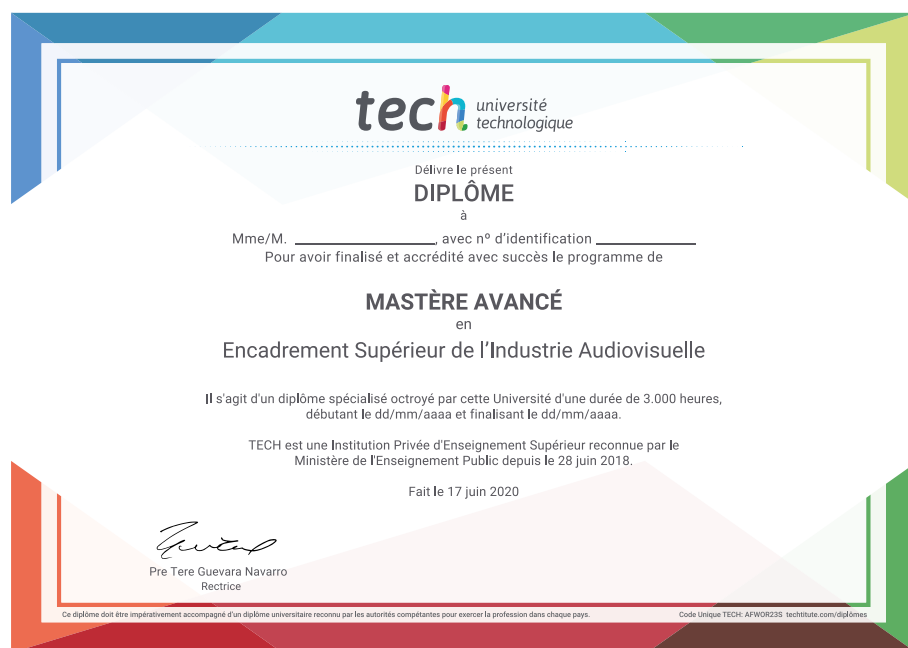 tech université
technologique
Délivre le présent
DIPLÔME
à
Mme/M. ____________________, avec nº d'identification ______________
Pour avoir finalisé et accrédité avec succès le programme de
MASTÈRE AVANCÉ
en
Encadrement Supérieur de l'Industrie Audiovisuelle
Il s'agit d'un diplôme spécialisé octroyé par cette Université d'une durée de 3.000 heures,
débutant le dd/mm/aaaa et finalisant le dd/mm/aaaa.
TECH est une Institution Privée d'Enseignement Supérieur reconnue par le
Ministère de l'Enseignement Public depuis le 28 juin 2018.
Fait le 17 juin 2020
Pre Tere Guevara Navarro
Rectrice
Ce diplôme doit être impérativement accompagné d'un diplôme universitaire reconnu par les autorités compétentes pour exercer la profession dans chaque pays.
Code Unique TECH: AFWOR23S techtitute.com/diplômes